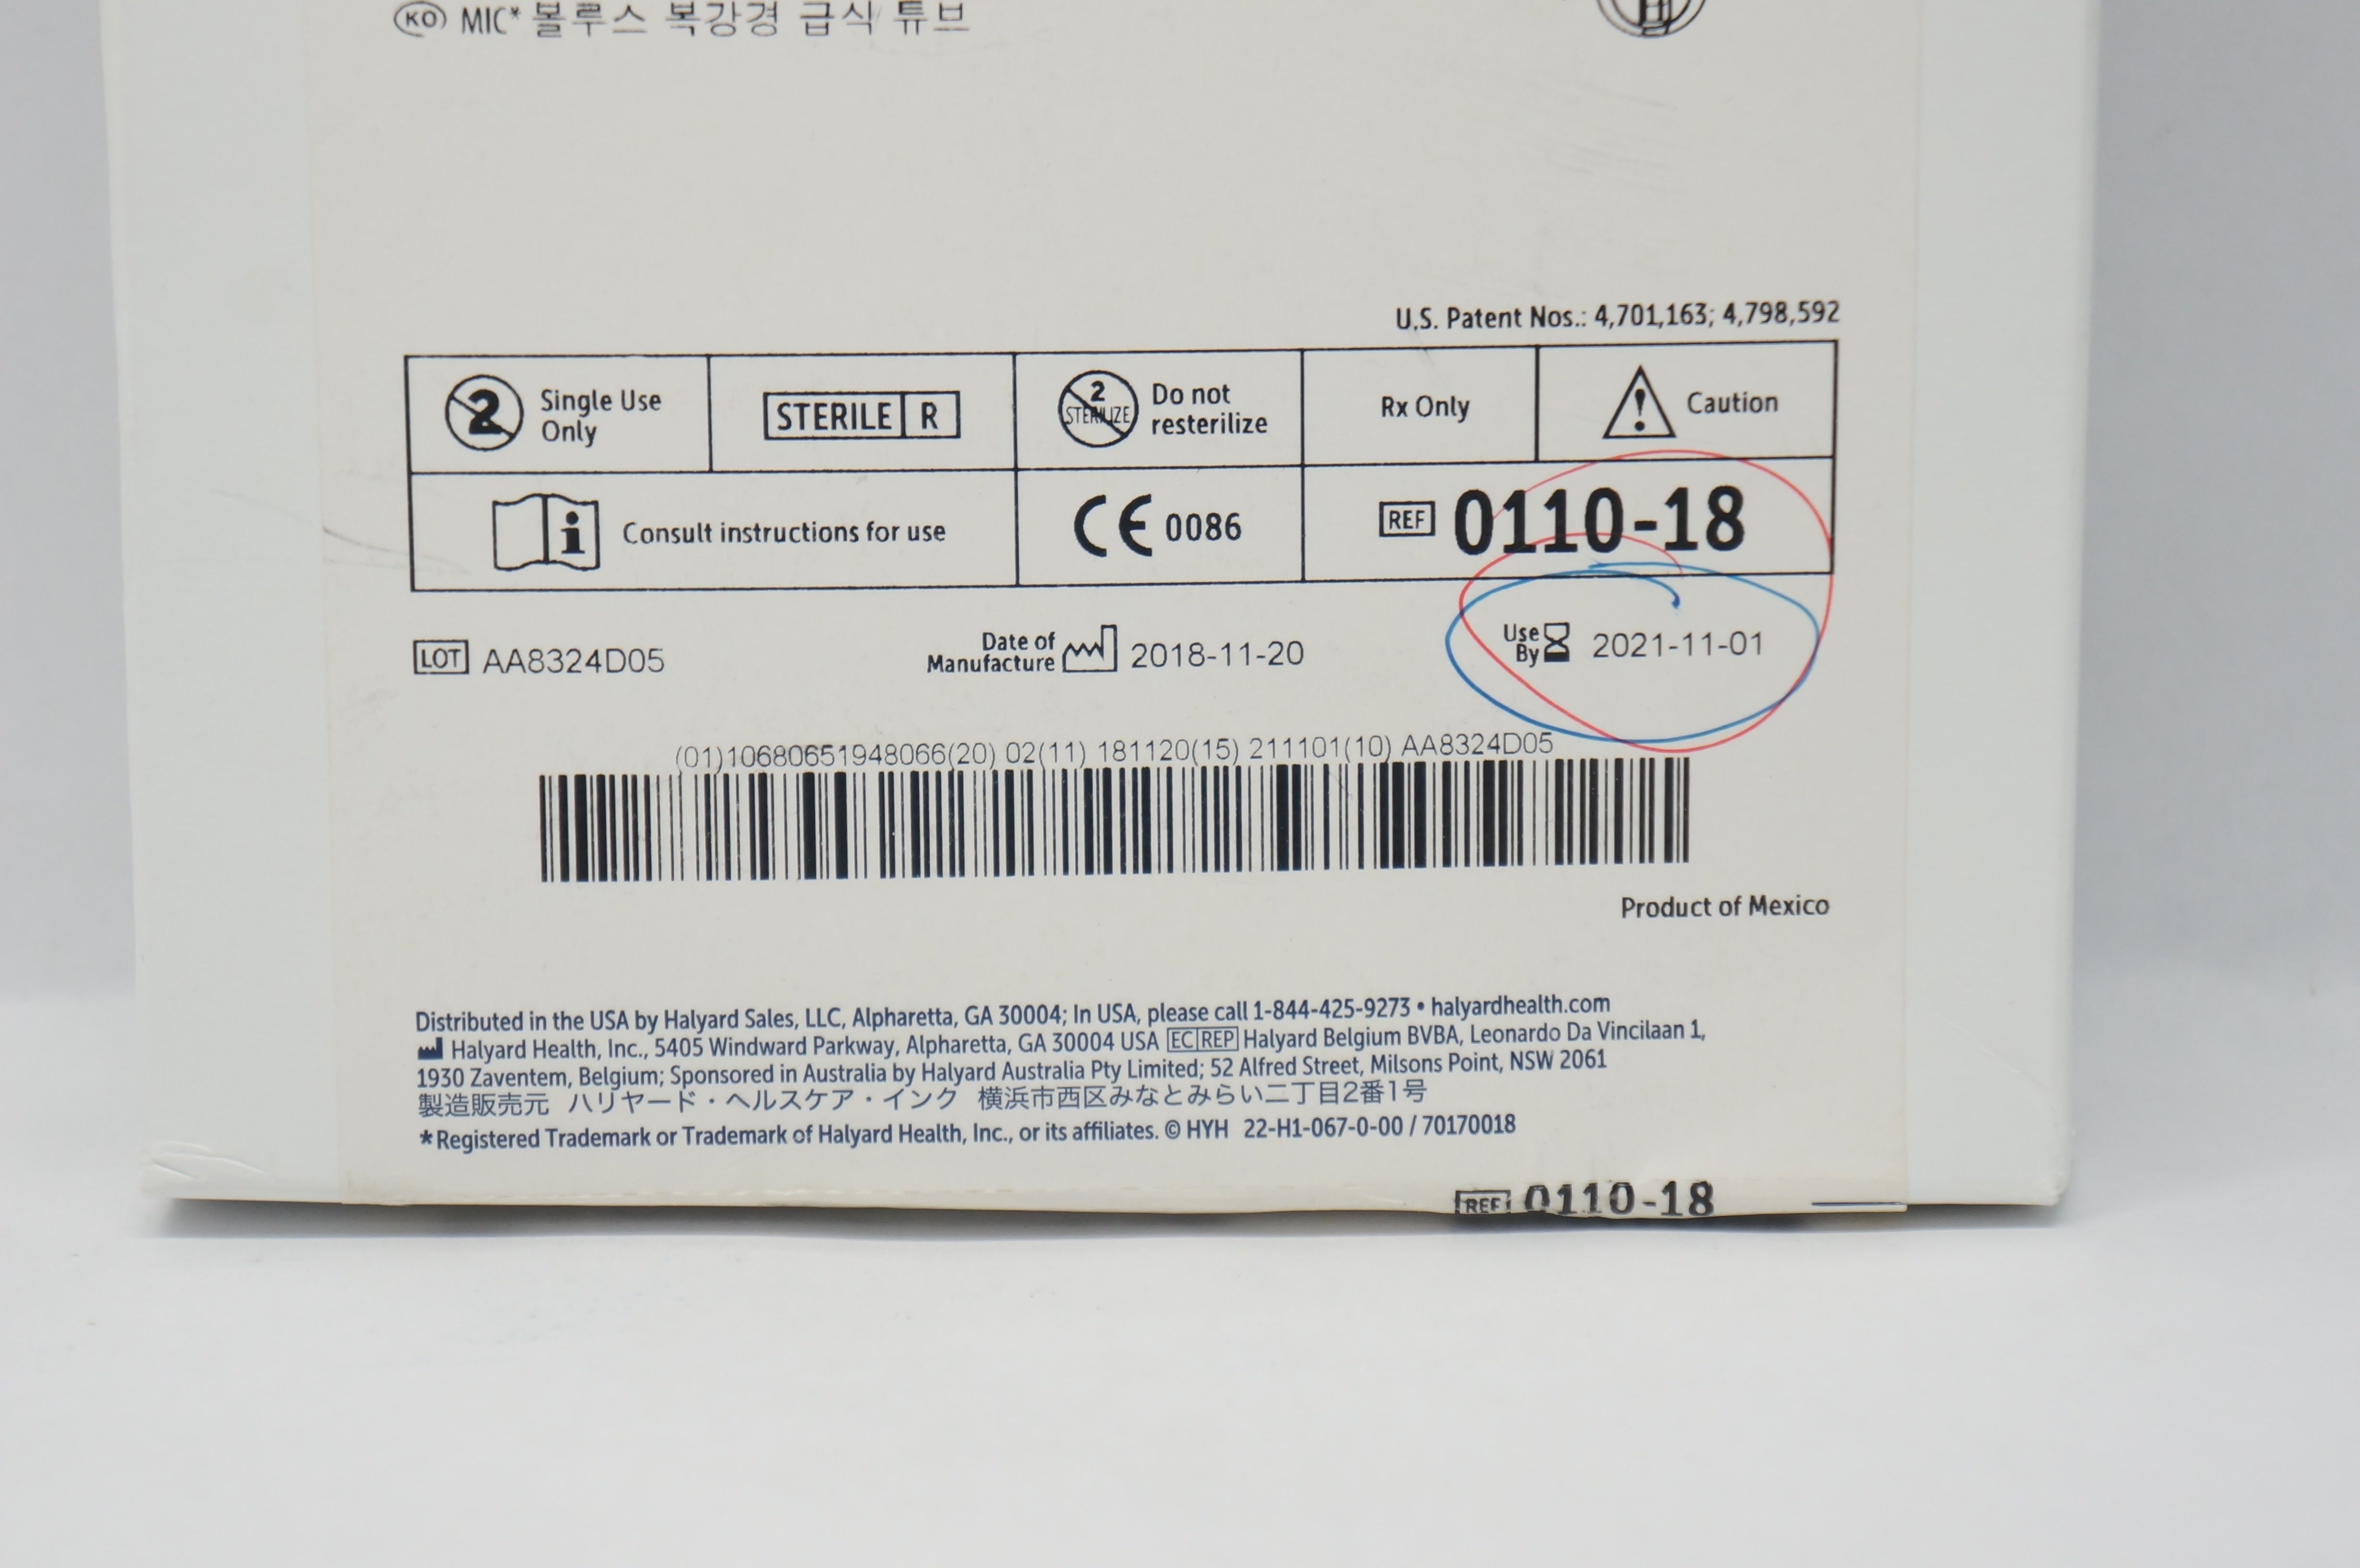 KO MIC* 볼루스 복강경 급식 튜브
U.S. Patent Nos.: 4,701,163; 4,798,592
2 Single Use Only
STERILE R
2 STERILIZE Do not resterilize
Rx Only
Caution
Consult instructions for use
CE 0086
REF 0110-18
LOT AA8324D05
Date of Manufacture 2018-11-20
Use By 2021-11-01
(01)10680651948066(20) 02(11) 181120(15) 211101(10) AA8324D05
Product of Mexico
Distributed in the USA by Halyard Sales, LLC, Alpharetta, GA 30004; In USA, please call 1-844-425-9273 • halyardhealth.com
Halyard Health, Inc., 5405 Windward Parkway, Alpharetta, GA 30004 USA EC REP Halyard Belgium BVBA, Leonardo Da Vincilaan 1,
1930 Zaventem, Belgium; Sponsored in Australia by Halyard Australia Pty Limited; 52 Alfred Street, Milsons Point, NSW 2061
製造販売元 ハリヤード・ヘルスケア・インク 横浜市西区みなとみらい二丁目2番1号
*Registered Trademark or Trademark of Halyard Health, Inc., or its affiliates. © HYH 22-H1-067-0-00 / 70170018
REF 0110-18